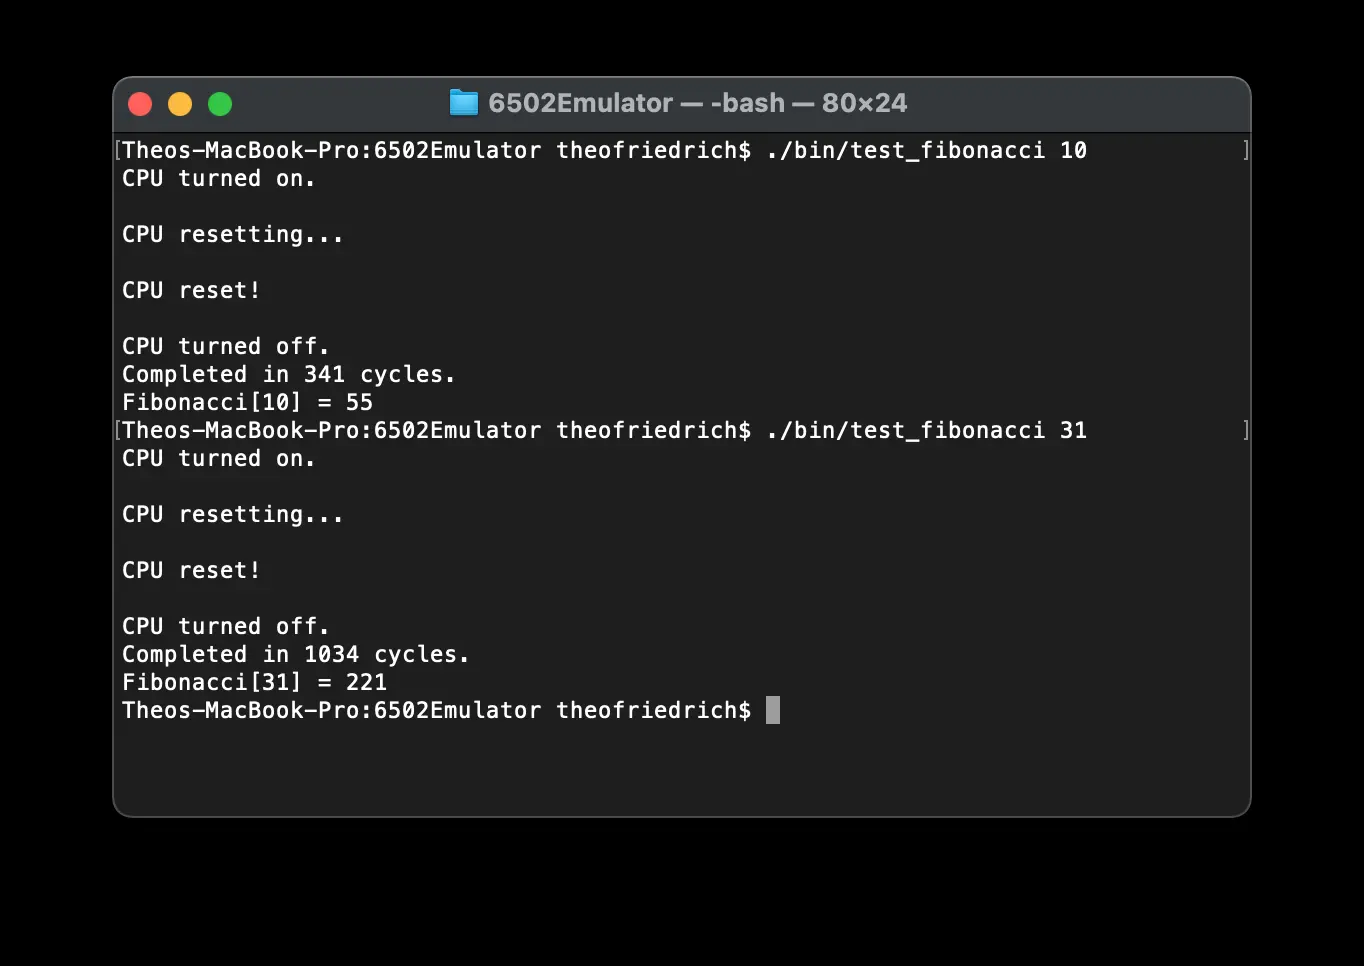 6502Emulator — -bash — 80×24
[Theos-MacBook-Pro:6502Emulator theofriedrich$ ./bin/test_fibonacci 10 ]
CPU turned on.
CPU resetting...
CPU reset!
CPU turned off.
Completed in 341 cycles.
Fibonacci[10] = 55
[Theos-MacBook-Pro:6502Emulator theofriedrich$ ./bin/test_fibonacci 31 ]
CPU turned on.
CPU resetting...
CPU reset!
CPU turned off.
Completed in 1034 cycles.
Fibonacci[31] = 221
Theos-MacBook-Pro:6502Emulator theofriedrich$